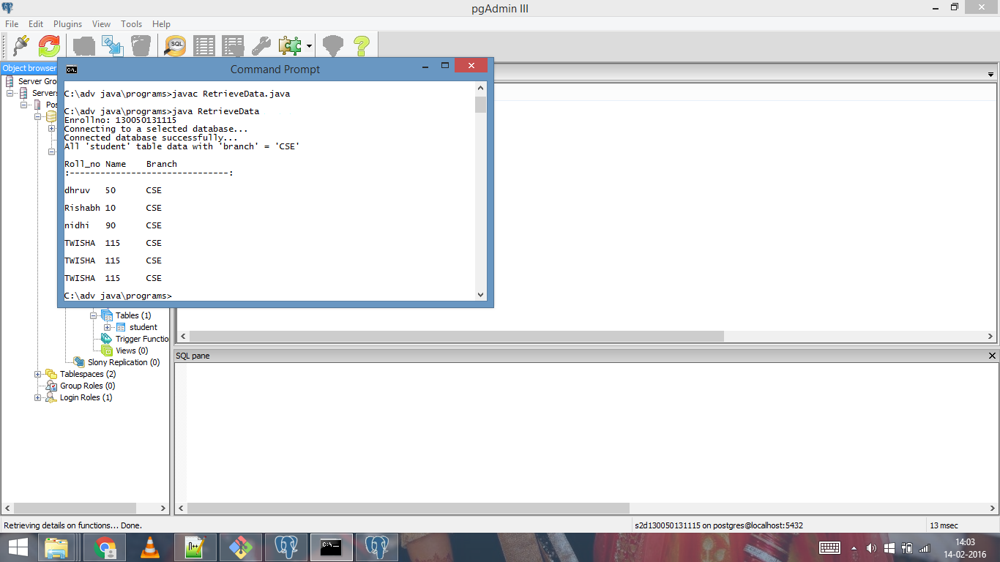 pgAdmin III
File Edit Plugins View Tools Help
SQL
Object browser
Command Prompt
C:\adv java\programs>javac RetrieveData.java
C:\adv java\programs>java RetrieveData
Enrollno: 130050131115
Connecting to a selected database...
Connected database successfully...
All 'student' table data with 'branch' = 'CSE'
Roll_no Name Branch
:-------------------------------:
dhruv 50 CSE
Rishabh 10 CSE
nidhi 90 CSE
TWISHA 115 CSE
TWISHA 115 CSE
TWISHA 115 CSE
C:\adv java\programs>
Server Gro
Servers
Pos
Tables (1)
student
Trigger Functio
Views (0)
Slony Replication (0)
Tablespaces (2)
Group Roles (0)
Login Roles (1)
SQL pane
Retrieving details on functions... Done.
s2d130050131115 on postgres@localhost:5432
13 msec
14:03
14-02-2016